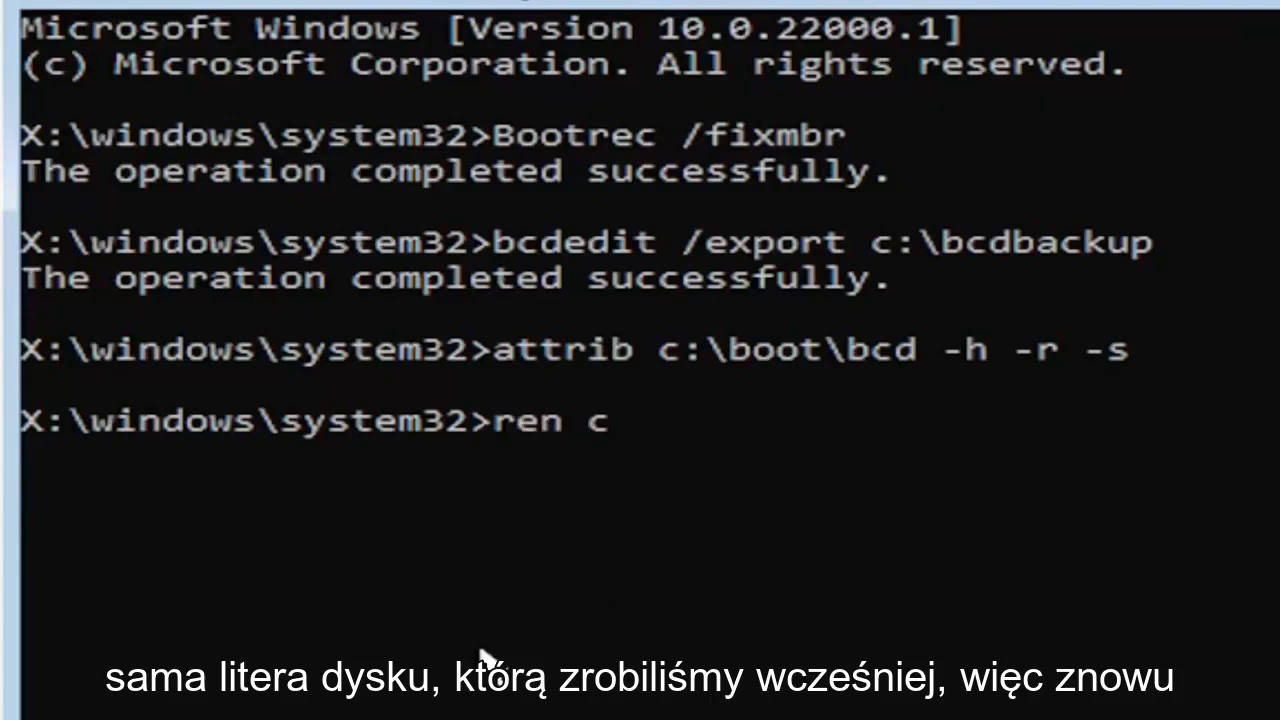 Microsoft Windows [Version 10.0.22000.1]
(c) Microsoft Corporation. All rights reserved.
X:\windows\system32>Bootrec /fixmbr
The operation completed successfully.
X:\windows\system32>bcdedit /export c:\bcdbackup
The operation completed successfully.
X:\windows\system32>attrib c:\boot\bcd -h -r -s
X:\windows\system32>ren c
sama litera dysku, którą zrobiliśmy wcześniej, więc znowu